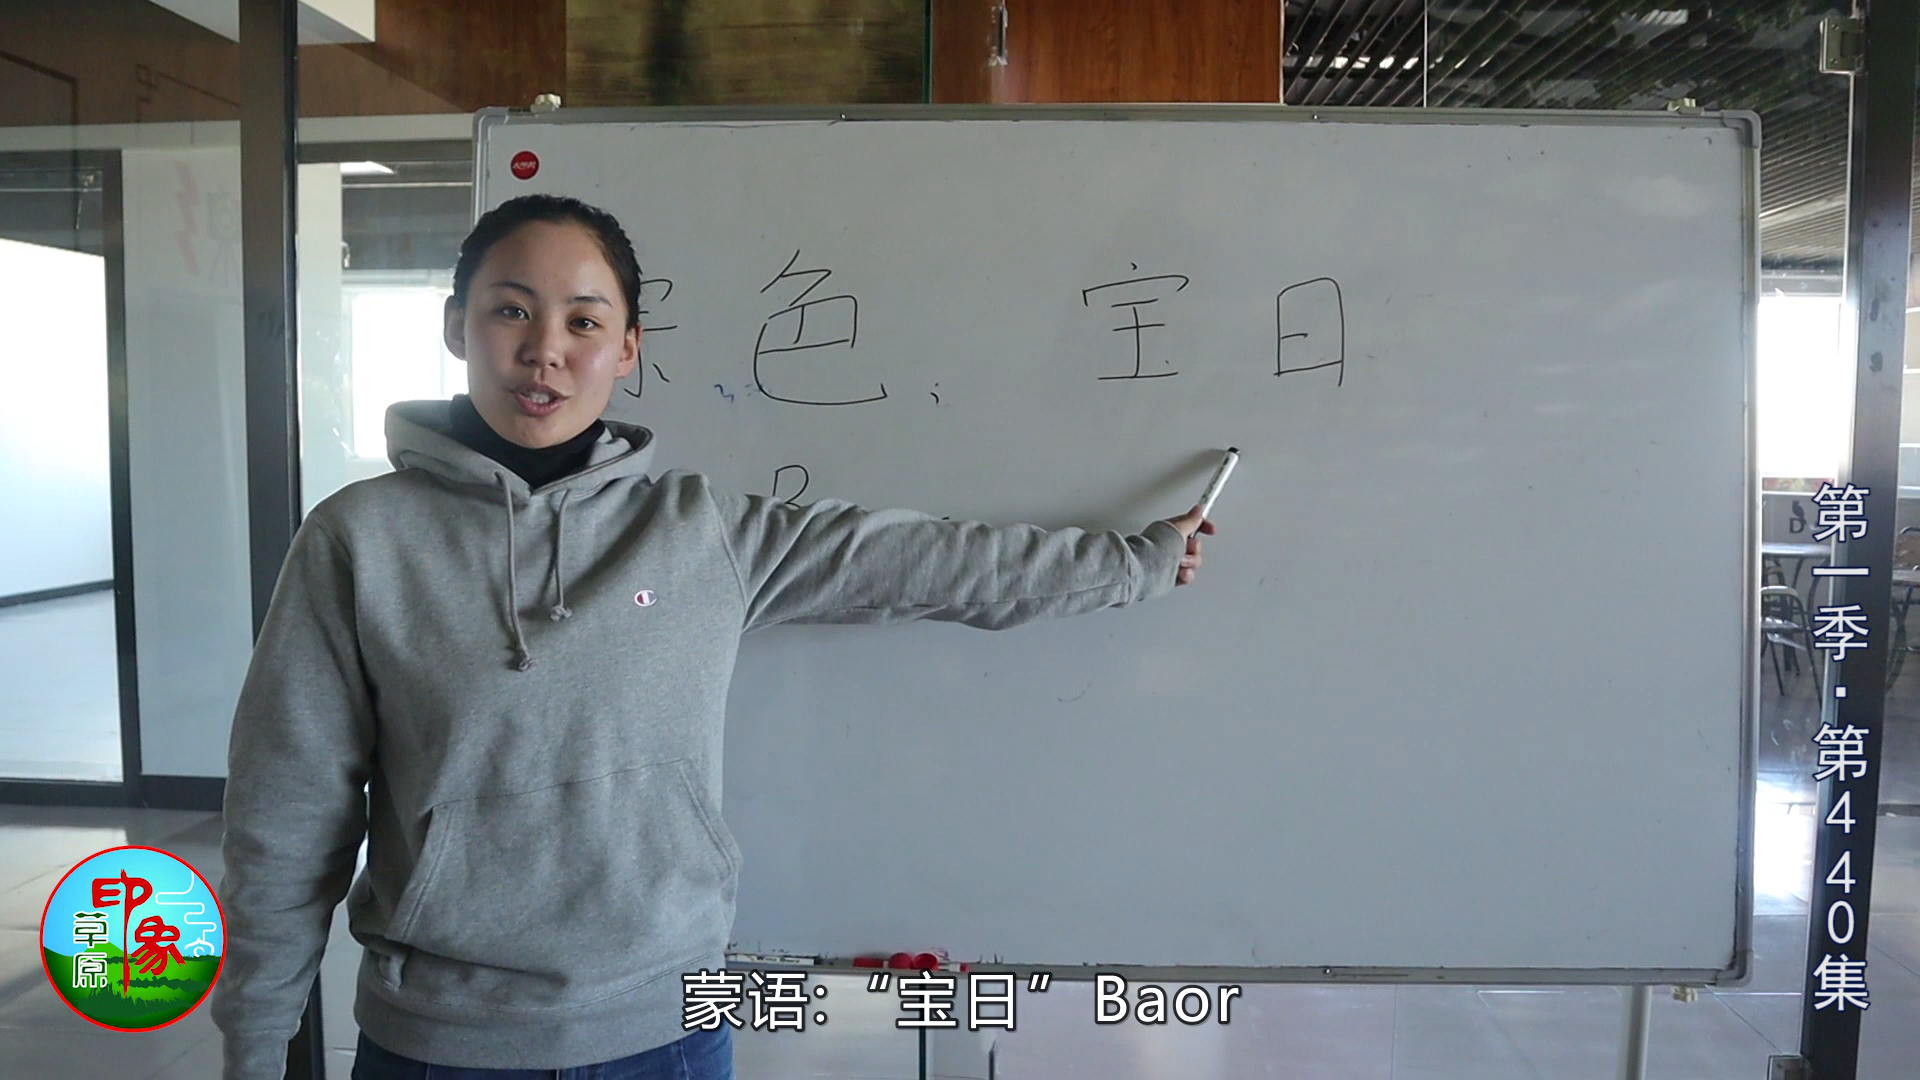 色: 宝日
B
第一季·第440集
印象
草原
蒙语:“宝日” Baor